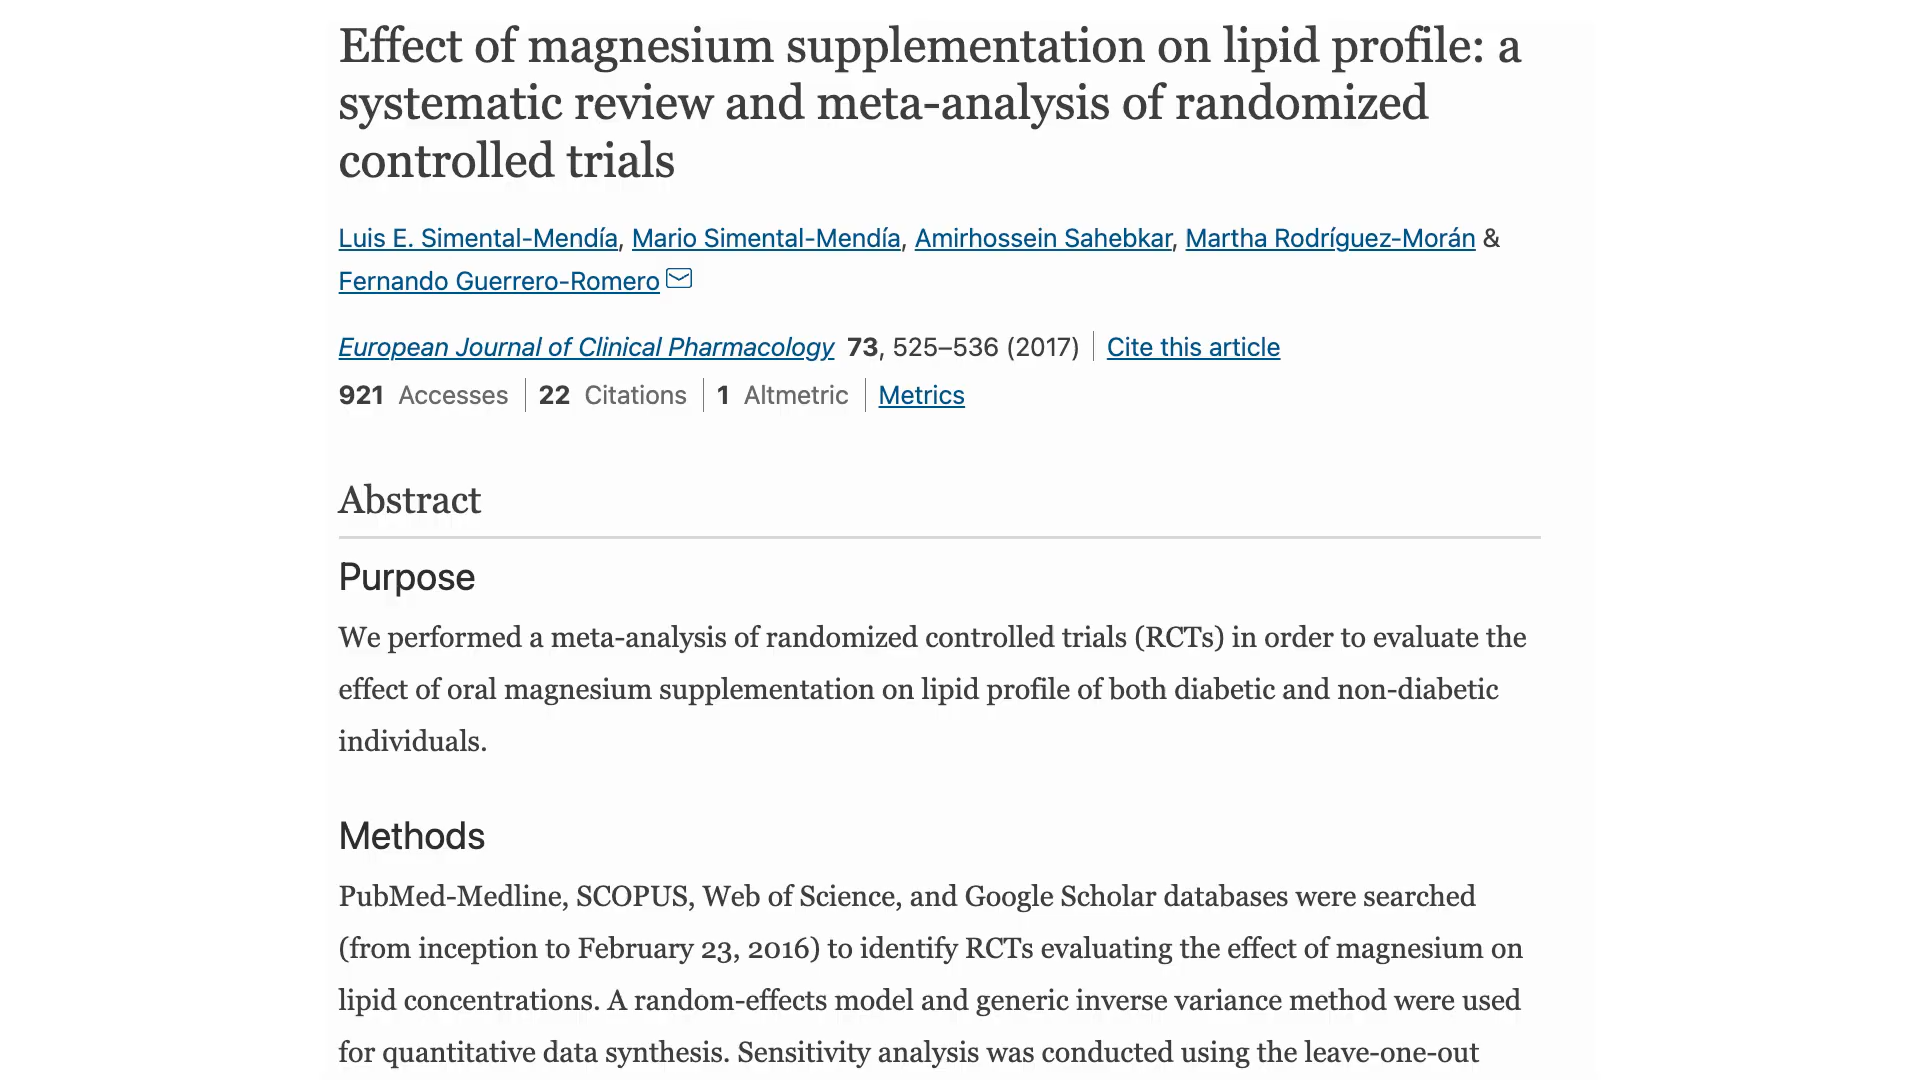 Effect of magnesium supplementation on lipid profile: a
systematic review and meta-analysis of randomized
controlled trials
Luis E. Simental-Mendía, Mario Simental-Mendía, Amirhossein Sahebkar, Martha Rodríguez-Morán &
Fernando Guerrero-Romero
European Journal of Clinical Pharmacology 73, 525–536 (2017) Cite this article
921 Accesses 22 Citations 1 Altmetric Metrics
Abstract
Purpose
We performed a meta-analysis of randomized controlled trials (RCTs) in order to evaluate the
effect of oral magnesium supplementation on lipid profile of both diabetic and non-diabetic
individuals.
Methods
PubMed-Medline, SCOPUS, Web of Science, and Google Scholar databases were searched
(from inception to February 23, 2016) to identify RCTs evaluating the effect of magnesium on
lipid concentrations. A random-effects model and generic inverse variance method were used
for quantitative data synthesis. Sensitivity analysis was conducted using the leave-one-out